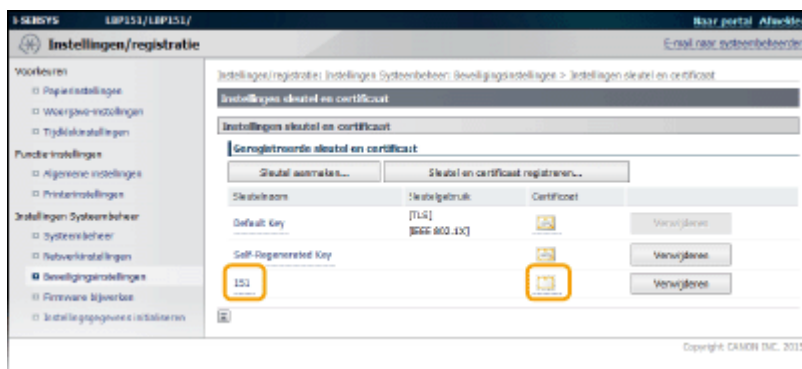 i-SENSYS LBP151/LBP151/ Naar portal Afmelden
Instellingen/registratie E-mail naar systeembeheerder
Voorkeuren
Papierinstellingen
Weergave-instellingen
Tijdklokinstellingen
Functie-instellingen
Algemene instellingen
Printerinstellingen
Instellingen Systeembeheer
Systeembeheer
Netwerkinstellingen
Beveiligingsinstellingen
Firmware bijwerken
Instellingsgegevens initialiseren
Instellingen/registratie: Instellingen Systeembeheer: Beveiligingsinstellingen > Instellingen sleutel en certificaat
Instellingen sleutel en certificaat
Instellingen sleutel en certificaat
Geregistreerde sleutel en certificaat
Sleutel aanmaken... Sleutel en certificaat registreren...
Sleutelnaam Sleutelgebruik Certificaat
Default Key [TLS] [IEEE 802.1X] Verwijderen
Self-Regenerated Key Verwijderen
151 Verwijderen
Copyright CANON INC. 2015